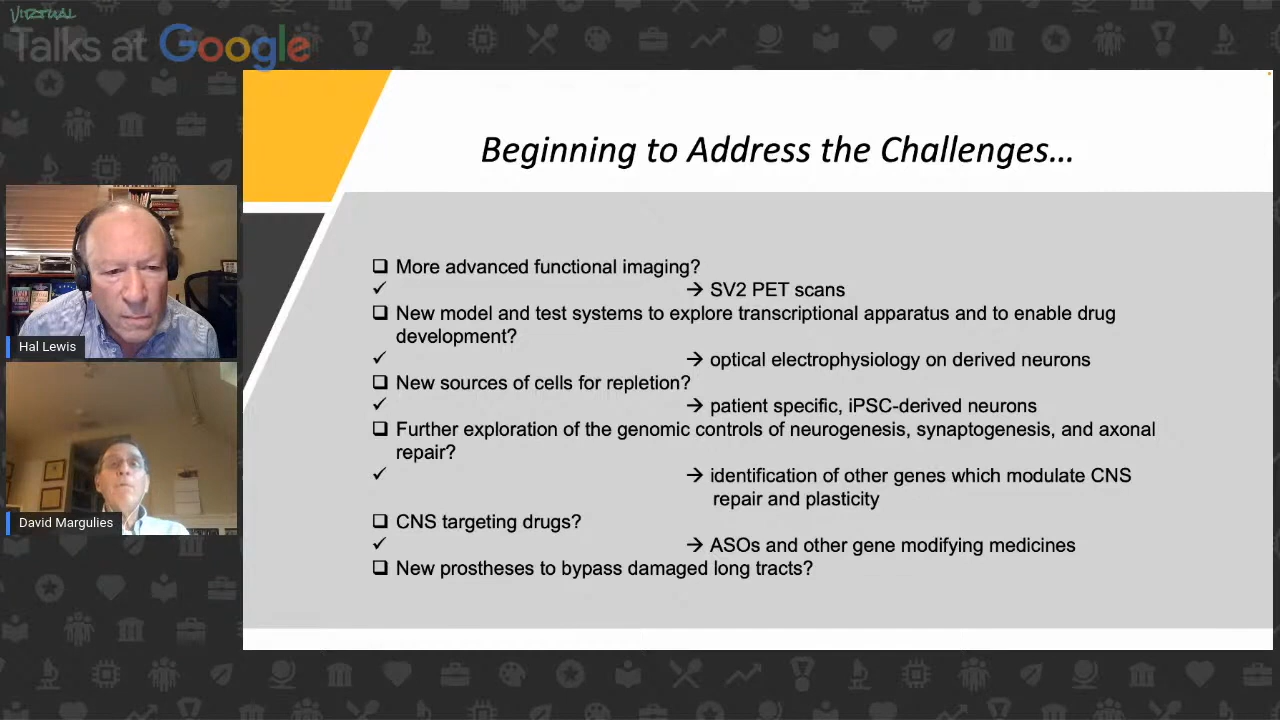 VIRTUAL
Talks at Google
Beginning to Address the Challenges...
❑ More advanced functional imaging?
✓ → SV2 PET scans
❑ New model and test systems to explore transcriptional apparatus and to enable drug
development?
✓ → optical electrophysiology on derived neurons
❑ New sources of cells for repletion?
✓ → patient specific, iPSC-derived neurons
❑ Further exploration of the genomic controls of neurogenesis, synaptogenesis, and axonal
repair?
✓ → identification of other genes which modulate CNS
repair and plasticity
❑ CNS targeting drugs?
✓ → ASOs and other gene modifying medicines
❑ New prostheses to bypass damaged long tracts?
Hal Lewis
David Margulies